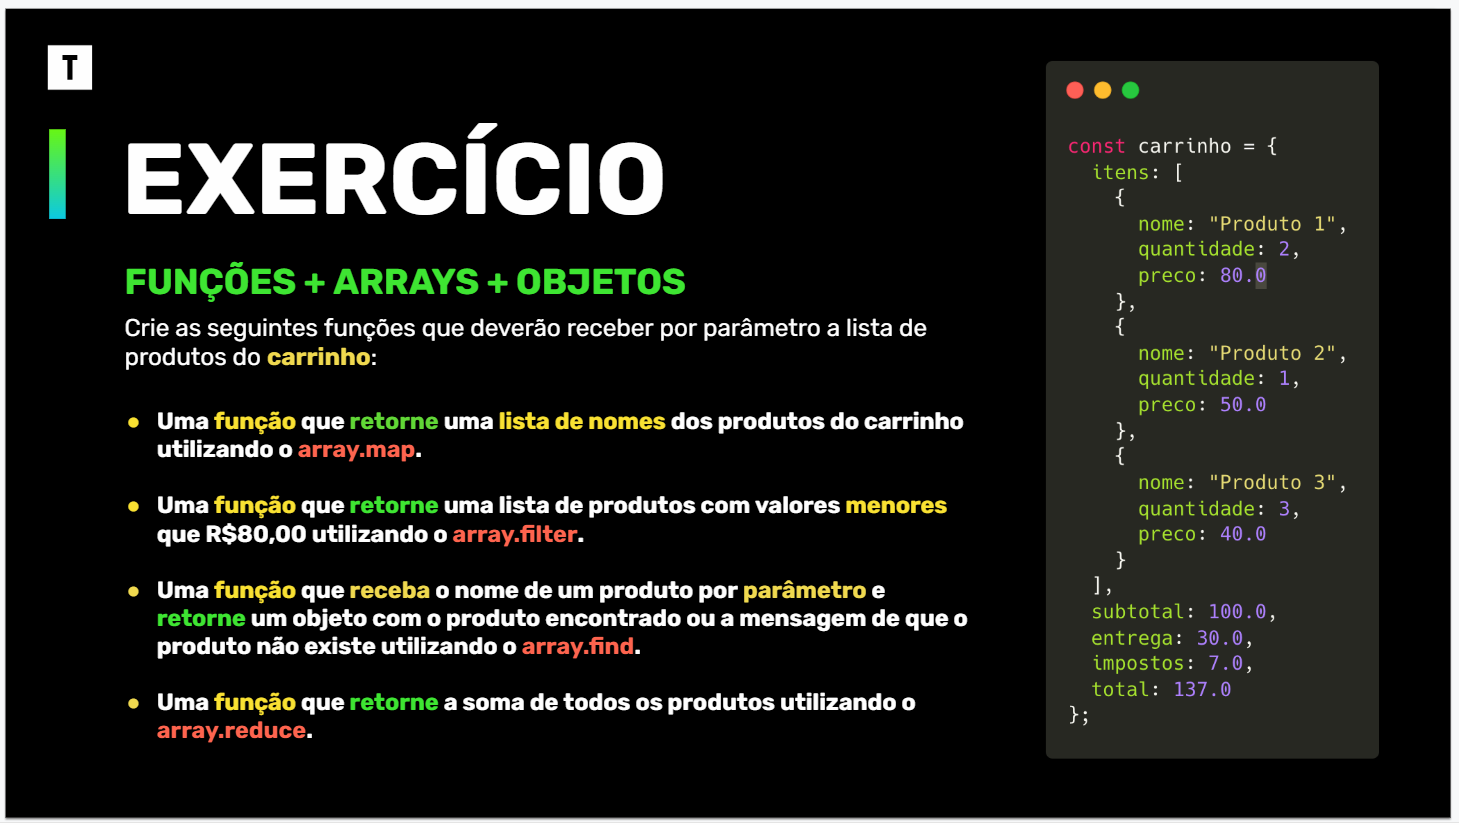 T
EXERCÍCIO
FUNÇÕES + ARRAYS + OBJETOS
Crie as seguintes funções que deverão receber por parâmetro a lista de
produtos do carrinho:
● Uma função que retorne uma lista de nomes dos produtos do carrinho
utilizando o array.map.
● Uma função que retorne uma lista de produtos com valores menores
que R$80,00 utilizando o array.filter.
● Uma função que receba o nome de um produto por parâmetro e
retorne um objeto com o produto encontrado ou a mensagem de que o
produto não existe utilizando o array.find.
● Uma função que retorne a soma de todos os produtos utilizando o
array.reduce.
const carrinho = {
  itens: [
    {
      nome: "Produto 1",
      quantidade: 2,
      preco: 80.0
    },
    {
      nome: "Produto 2",
      quantidade: 1,
      preco: 50.0
    },
    {
      nome: "Produto 3",
      quantidade: 3,
      preco: 40.0
    }
  ],
  subtotal: 100.0,
  entrega: 30.0,
  impostos: 7.0,
  total: 137.0
};